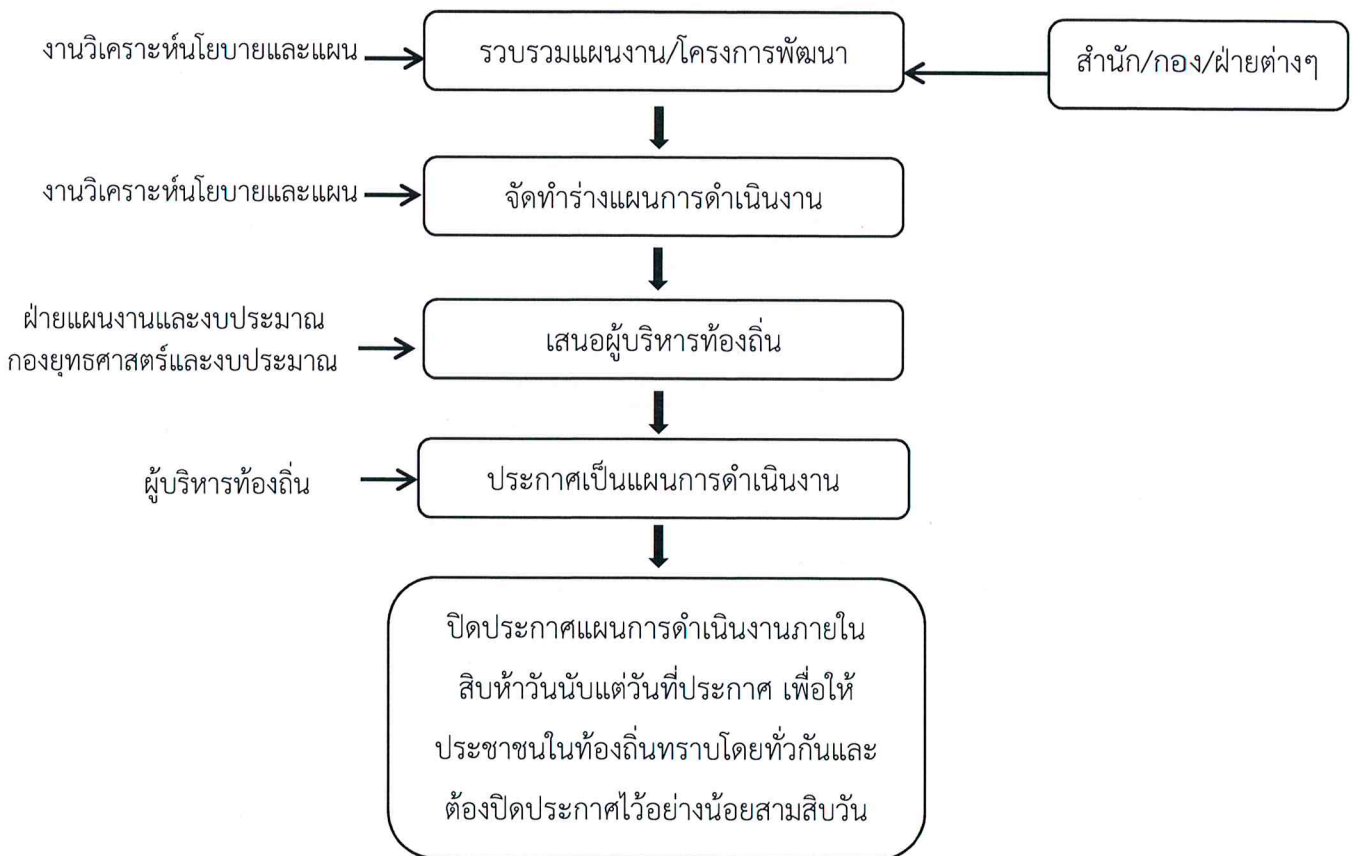 งานวิเคราะห์นโยบายและแผน
รวบรวมแผนงาน/โครงการพัฒนา
สำนัก/กอง/ฝ่ายต่างๆ
งานวิเคราะห์นโยบายและแผน
จัดทำร่างแผนการดำเนินงาน
ฝ่ายแผนงานและงบประมาณ
กองยุทธศาสตร์และงบประมาณ
เสนอผู้บริหารท้องถิ่น
ผู้บริหารท้องถิ่น
ประกาศเป็นแผนการดำเนินงาน
ปิดประกาศแผนการดำเนินงานภายใน
สิบห้าวันนับแต่วันที่ประกาศ เพื่อให้
ประชาชนในท้องถิ่นทราบโดยทั่วกันและ
ต้องปิดประกาศไว้อย่างน้อยสามสิบวัน